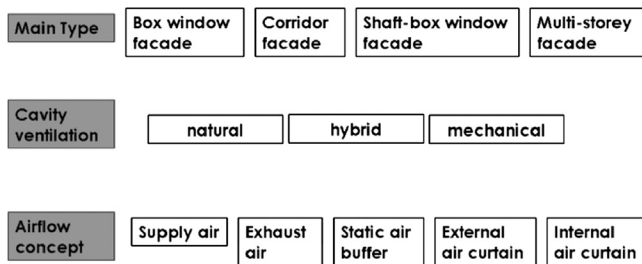 Main Type
Box window
facade
Corridor
facade
Shaft-box window
facade
Multi-storey
facade
Cavity
ventilation
natural
hybrid
mechanical
Airflow
concept
Supply air
Exhaust
air
Static air
buffer
External
air curtain
Internal
air curtain